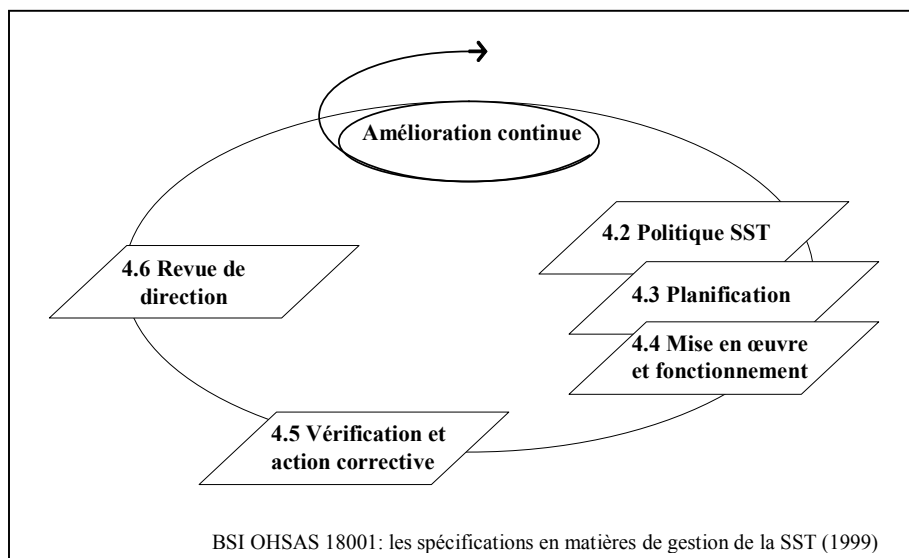 Amélioration continue
4.2 Politique SST
4.3 Planification
4.4 Mise en œuvre
et fonctionnement
4.5 Vérification et
action corrective
4.6 Revue de
direction
BSI OHSAS 18001: les spécifications en matières de gestion de la SST (1999)